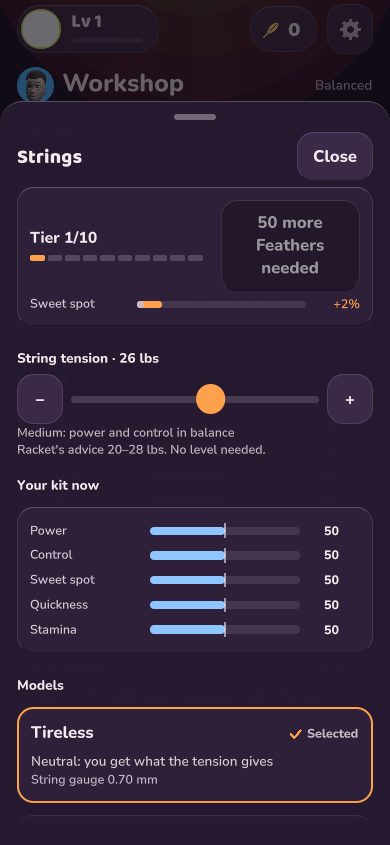 Lv 1
0
Workshop
Balanced
Strings
Close
Tier 1/10
50 more
Feathers
needed
Sweet spot
+2%
String tension · 26 lbs
−
+
Medium: power and control in balance
Racket's advice 20–28 lbs. No level needed.
Your kit now
Power 50
Control 50
Sweet spot 50
Quickness 50
Stamina 50
Models
Tireless
Selected
Neutral: you get what the tension gives
String gauge 0.70 mm